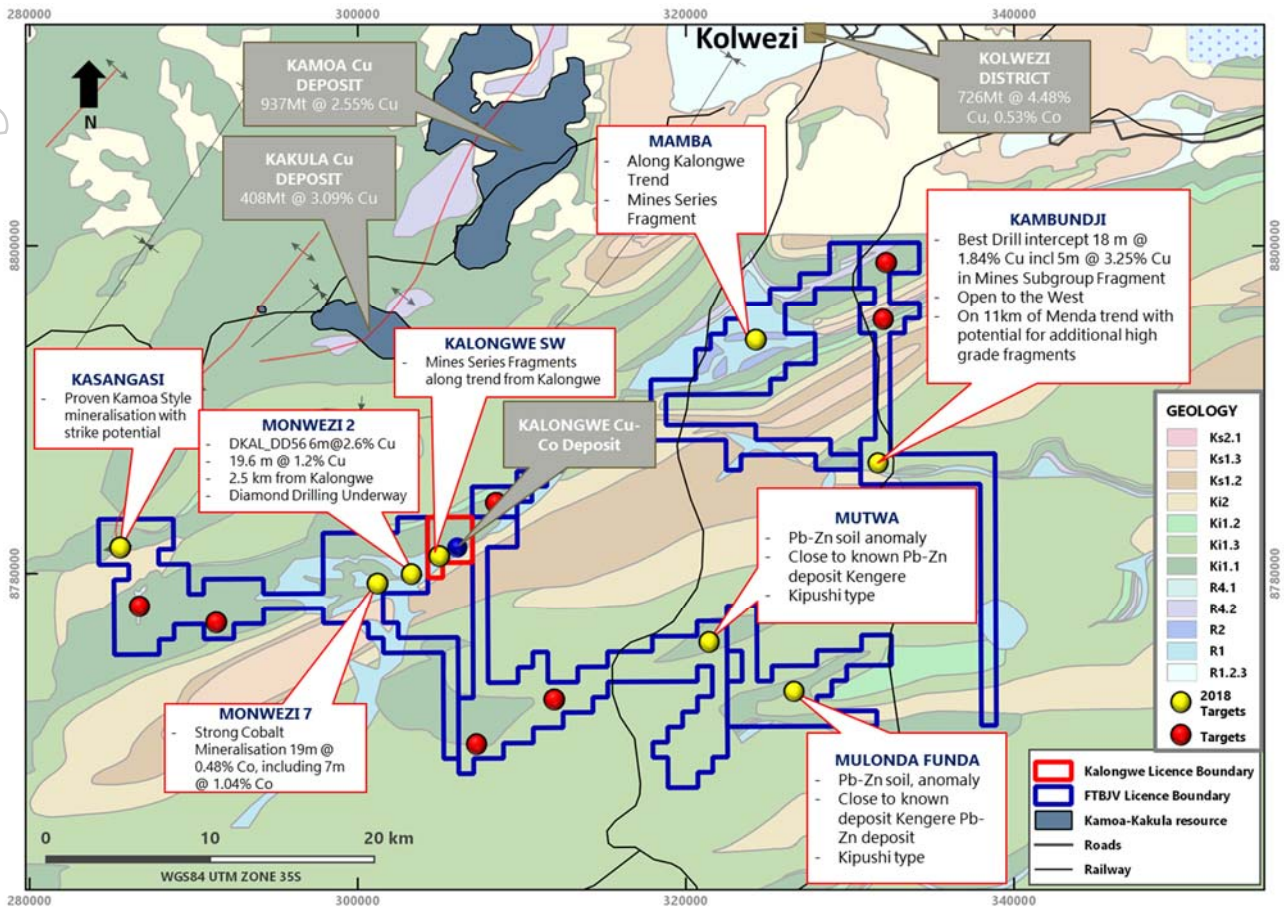 280000
300000
320000
340000
8800000
8780000
8800000
8780000
280000
300000
320000
340000
N
Kolwezi
KAMOA Cu
DEPOSIT
937Mt @ 2.55% Cu
KAKULA Cu
DEPOSIT
408Mt @ 3.09% Cu
KOLWEZI
DISTRICT
726Mt @ 4.48%
Cu, 0.53% Co
MAMBA
- Along Kalongwe
Trend
- Mines Series
Fragment
KAMBUNDJI
- Best Drill intercept 18 m @
1.84% Cu incl 5m @ 3.25% Cu
in Mines Subgroup Fragment
- Open to the West
- On 11km of Menda trend with
potential for additional high
grade fragments
KASANGASI
- Proven Kamoa Style
mineralisation with
strike potential
MONWEZI 2
- DKAL_DD56 6m@2.6% Cu
- 19.6 m @ 1.2% Cu
- 2.5 km from Kalongwe
- Diamond Drilling Underway
KALONGWE SW
- Mines Series Fragments
along trend from Kalongwe
KALONGWE Cu-
Co Deposit
MUTWA
- Pb-Zn soil anomaly
- Close to known Pb-Zn
deposit Kengere
- Kipushi type
MONWEZI 7
- Strong Cobalt
Mineralisation 19m @
0.48% Co, including 7m
@ 1.04% Co
MULONDA FUNDA
- Pb-Zn soil, anomaly
- Close to known
deposit Kengere Pb-
Zn deposit
- Kipushi type
GEOLOGY
Ks2.1
Ks1.3
Ks1.2
Ki2
Ki1.2
Ki1.3
Ki1.1
R4.1
R4.2
R2
R1
R1.2.3
2018
Targets
Targets
Kalongwe Licence Boundary
FTBJV Licence Boundary
Kamoa-Kakula resource
Roads
Railway
0 10 20 km
WGS84 UTM ZONE 35S